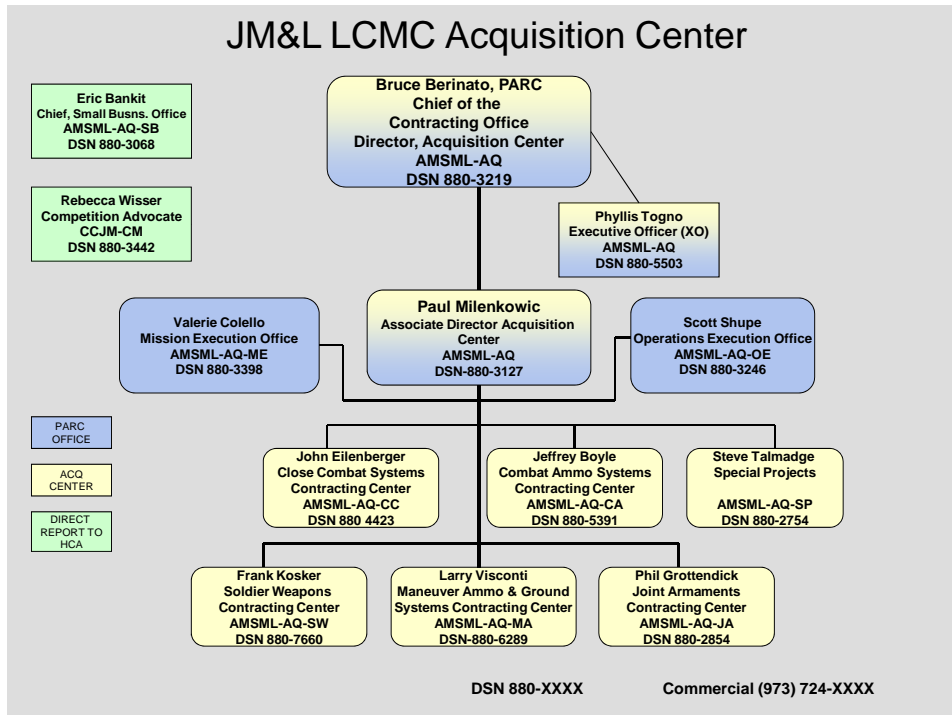 JM&L LCMC Acquisition Center
Eric Bankit
Chief, Small Busns. Office
AMSML-AQ-SB
DSN 880-3068
Bruce Berinato, PARC
Chief of the
Contracting Office
Director, Acquisition Center
AMSML-AQ
DSN 880-3219
Rebecca Wisser
Competition Advocate
CCJM-CM
DSN 880-3442
Phyllis Togno
Executive Officer (XO)
AMSML-AQ
DSN 880-5503
Valerie Colello
Mission Execution Office
AMSML-AQ-ME
DSN 880-3398
Paul Milenkowic
Associate Director Acquisition
Center
AMSML-AQ
DSN-880-3127
Scott Shupe
Operations Execution Office
AMSML-AQ-OE
DSN 880-3246
PARC
OFFICE
ACQ
CENTER
DIRECT
REPORT TO
HCA
John Eilenberger
Close Combat Systems
Contracting Center
AMSML-AQ-CC
DSN 880 4423
Jeffrey Boyle
Combat Ammo Systems
Contracting Center
AMSML-AQ-CA
DSN 880-5391
Steve Talmadge
Special Projects
AMSML-AQ-SP
DSN 880-2754
Frank Kosker
Soldier Weapons
Contracting Center
AMSML-AQ-SW
DSN 880-7660
Larry Visconti
Maneuver Ammo & Ground
Systems Contracting Center
AMSML-AQ-MA
DSN-880-6289
Phil Grottendick
Joint Armaments
Contracting Center
AMSML-AQ-JA
DSN 880-2854
DSN 880-XXXX
Commercial (973) 724-XXXX